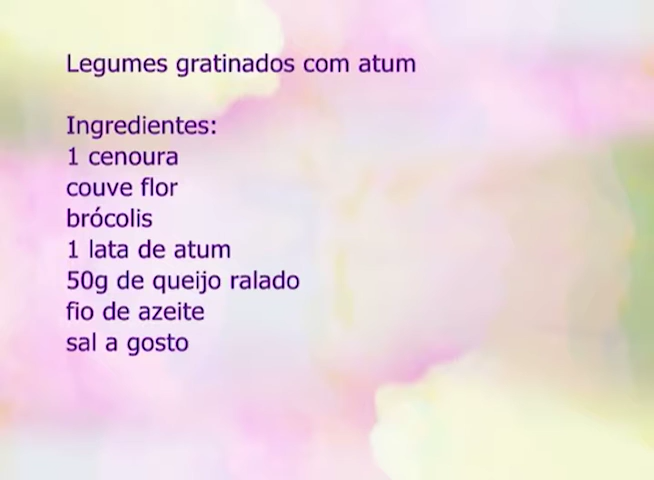 Legumes gratinados com atum
Ingredientes:
1 cenoura
couve flor
brócolis
1 lata de atum
50g de queijo ralado
fio de azeite
sal a gosto